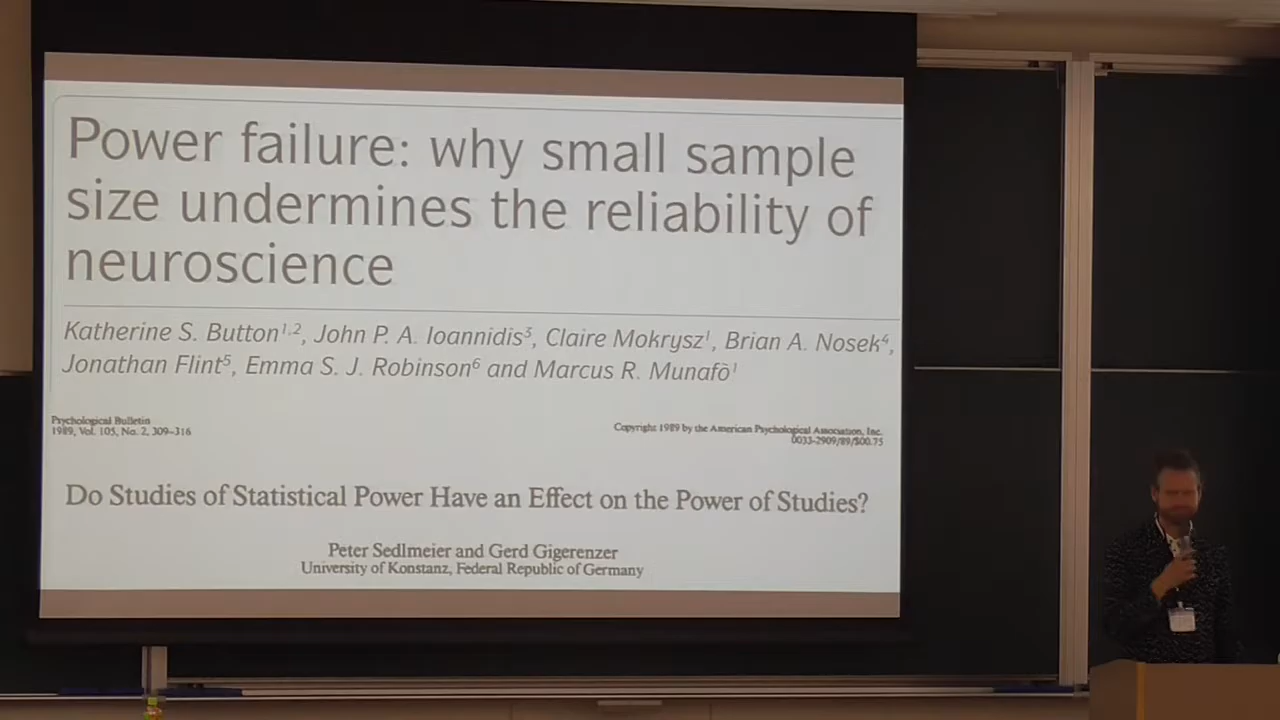 Power failure: why small sample
size undermines the reliability of
neuroscience
Katherine S. Button1,2, John P. A. Ioannidis3, Claire Mokrysz1, Brian A. Nosek4,
Jonathan Flint5, Emma S. J. Robinson6 and Marcus R. Munafò1
Psychological Bulletin
1989, Vol. 105, No. 2, 309–316
Copyright 1989 by the American Psychological Association, Inc.
0033-2909/89/$00.75
Do Studies of Statistical Power Have an Effect on the Power of Studies?
Peter Sedlmeier and Gerd Gigerenzer
University of Konstanz, Federal Republic of Germany